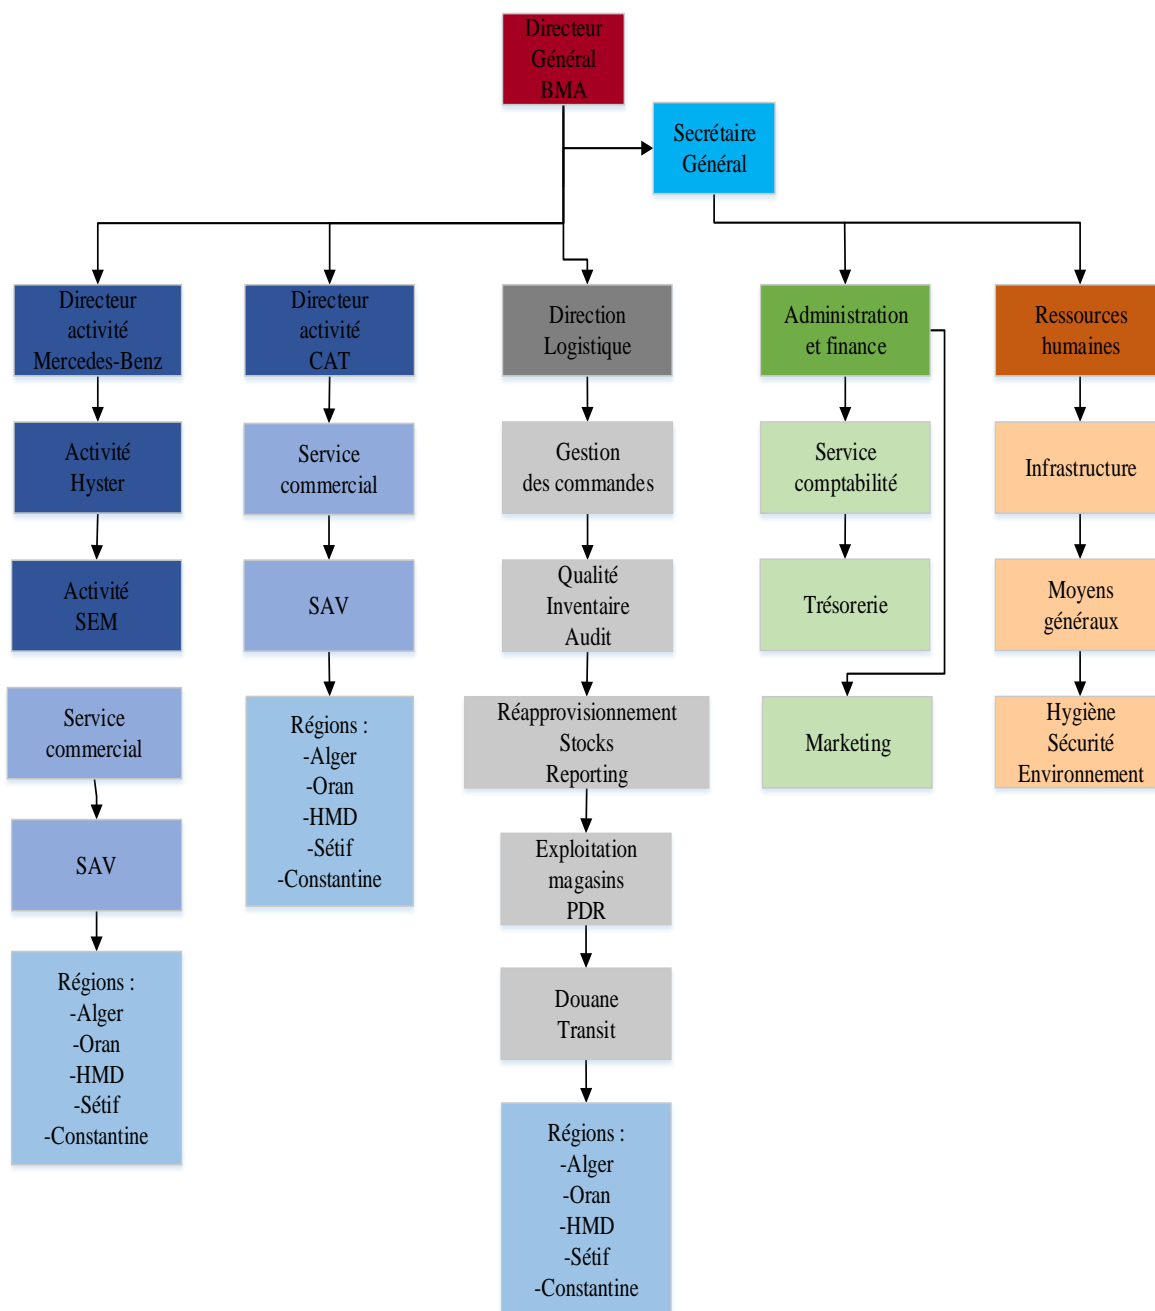 Directeur
Général
BMA
Secrétaire
Général
Directeur
activité
Mercedes-Benz
Directeur
activité
CAT
Direction
Logistique
Administration
et finance
Ressources
humaines
Activité
Hyster
Service
commercial
Gestion
des commandes
Service
comptabilité
Infrastructure
Activité
SEM
SAV
Qualité
Inventaire
Audit
Trésorerie
Moyens
généraux
Service
commercial
Régions :
-Alger
-Oran
-HMD
-Sétif
-Constantine
Réapprovisionnement
Stocks
Reporting
Marketing
Hygiène
Sécurité
Environnement
SAV
Exploitation
magasins
PDR
Régions :
-Alger
-Oran
-HMD
-Sétif
-Constantine
Douane
Transit
Régions :
-Alger
-Oran
-HMD
-Sétif
-Constantine